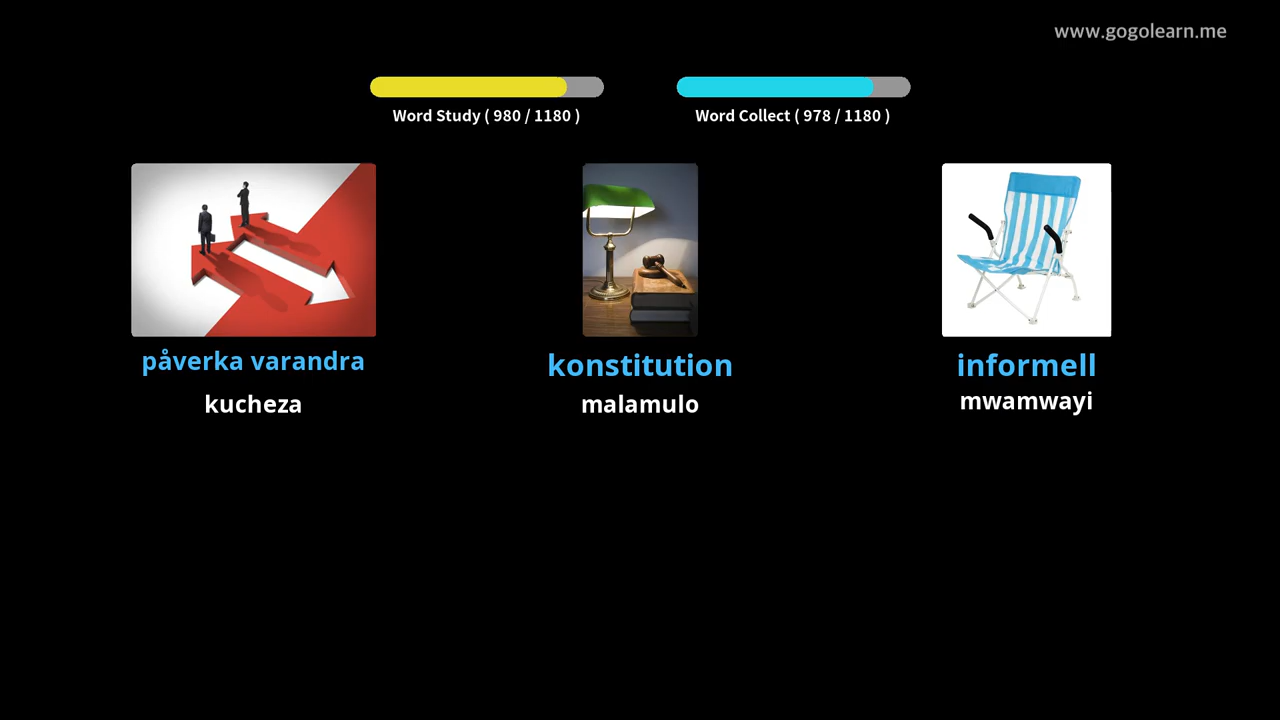 www.gogolearn.me
Word Study ( 980 / 1180 )
Word Collect ( 978 / 1180 )
påverka varandra
kucheza
konstitution
malamulo
informell
mwamwayi